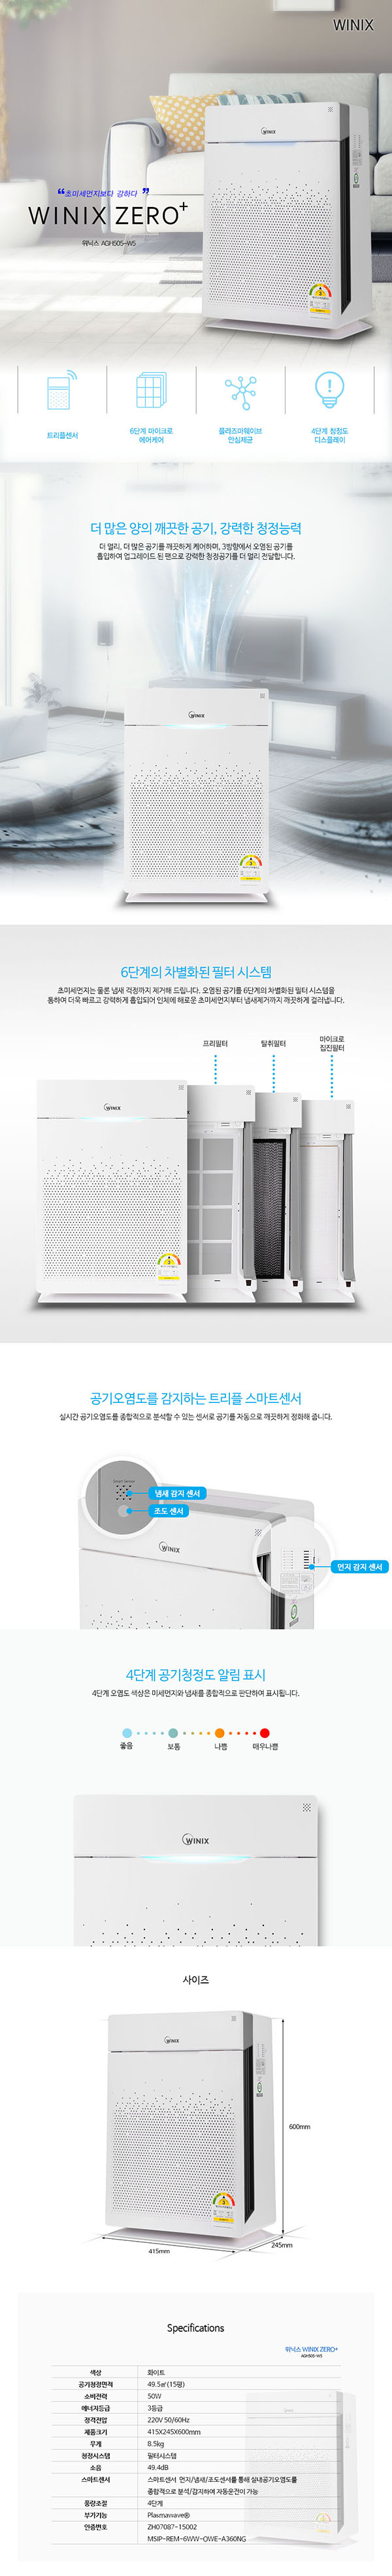 WINIX
“초미세먼지보다 강하다”
WINIX ZERO+
위닉스 AGH505-W5
트리플센서
6단계 마이크로
에어케어
플라즈마웨이브
안심제균
4단계 청정도
디스플레이
더 많은 양의 깨끗한 공기, 강력한 청정능력
더 멀리, 더 많은 공기를 깨끗하게 케어하며, 3방향에서 오염된 공기를
흡입하여 업그레이드 된 팬으로 강력한 청정공기를 더 멀리 전달합니다.
WINIX
6단계의 차별화된 필터 시스템
초미세먼지는 물론 냄새 걱정까지 제거해 드립니다. 오염된 공기를 6단계의 차별화된 필터 시스템을
통하여 더욱 빠르고 강력하게 흡입되어 인체에 해로운 초미세먼지부터 냄새제거까지 깨끗하게 걸러냅니다.
프리필터
탈취필터
마이크로
집진필터
WINIX
공기오염도를 감지하는 트리플 스마트센서
실시간 공기오염도를 종합적으로 분석할 수 있는 센서로 공기를 자동으로 깨끗하게 정화해 줍니다.
Smart Sensor
냄새 감지 센서
조도 센서
WINIX
먼지 감지 센서
4단계 공기청정도 알림 표시
4단계 오염도 색상은 미세먼지와 냄새를 종합적으로 판단하여 표시됩니다.
좋음
보통
나쁨
매우나쁨
WINIX
사이즈
WINIX
600mm
415mm
245mm
Specifications
위닉스 WINIX ZERO+
AGH505-W5
색상 화이트
공기청정면적 49.5㎡(15평)
소비전력 50W
에너지등급 3등급
정격전압 220V 50/60Hz
제품크기 415X245X600mm
무게 8.5kg
청정시스템 필터시스템
소음 49.4dB
스마트센서 스마트센서 먼지/냄새/조도센서를 통해 실내공기오염도를
종합적으로 분석/감지하여 자동운전이 가능
풍량조절 4단계
부가기능 Plasmawave®
인증번호 ZH07087-15002
MSIP-REM-6WW-OWE-A360NG